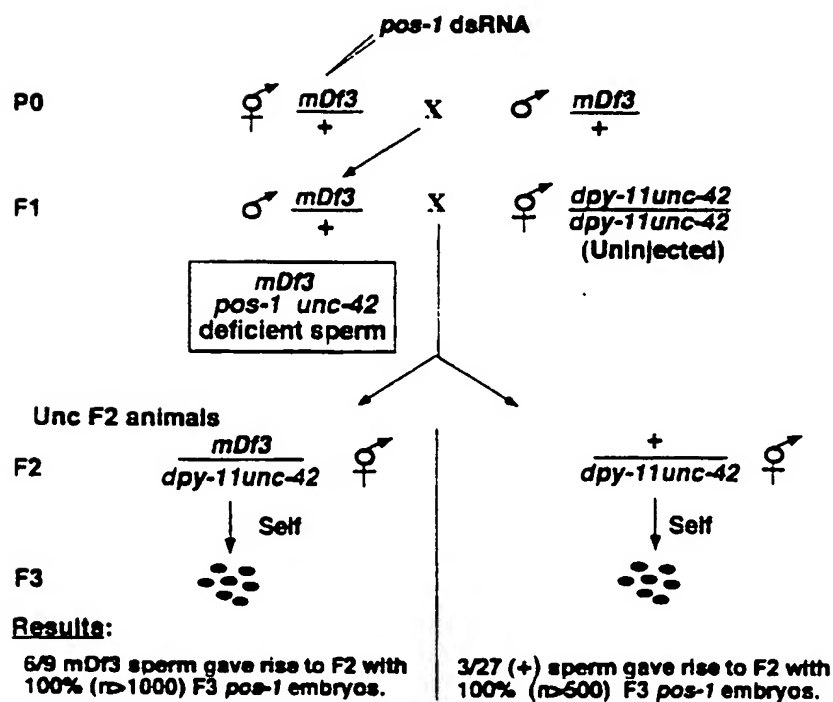 pos-1 dsRNA
P0 mDf3 / + X mDf3 / +
F1 mDf3 / + X dpy-11unc-42 / dpy-11unc-42
(Uninjected)
mDf3
pos-1 unc-42
deficient sperm
Unc F2 animals
F2 mDf3 / dpy-11unc-42 + / dpy-11unc-42
Self Self
F3
Results:
6/9 mDf3 sperm gave rise to F2 with
100% (n>1000) F3 pos-1 embryos.
3/27 (+) sperm gave rise to F2 with
100% (n>500) F3 pos-1 embryos.